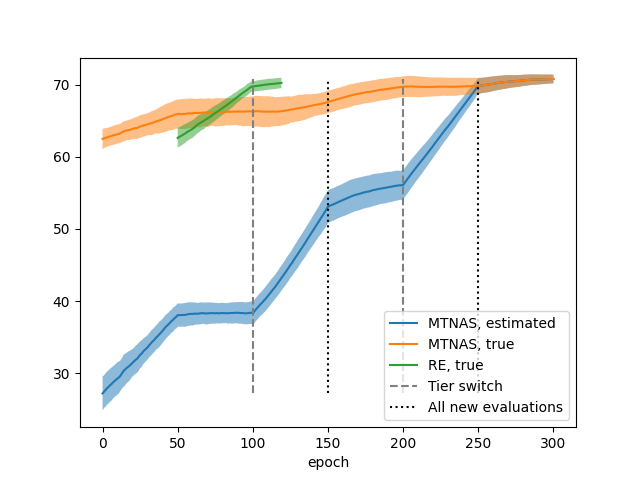 70
60
50
40
30
MTNAS, estimated
MTNAS, true
RE, true
Tier switch
All new evaluations
0 50 100 150 200 250 300
epoch